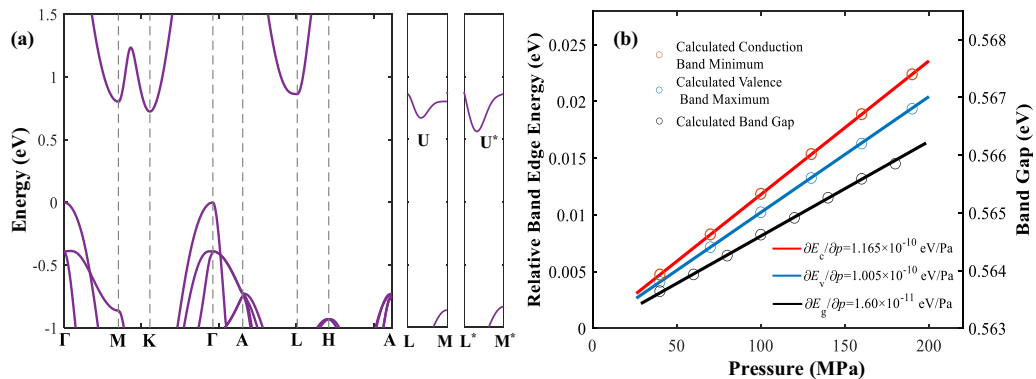 (a)
Energy (eV)
1.5
1
0.5
0
-0.5
-1
Γ M K Γ A L H A
U
L M
U*
L* M*
(b)
Relative Band Edge Energy (eV)
0.025
0.02
0.015
0.01
0.005
0
Calculated Conduction
Band Minimum
Calculated Valence
Band Maximum
Calculated Band Gap
∂E_c/∂p=1.165×10⁻¹⁰ eV/Pa
∂E_v/∂p=1.005×10⁻¹⁰ eV/Pa
∂E_g/∂p=1.60×10⁻¹¹ eV/Pa
0 50 100 150 200
Pressure (MPa)
0.568
0.567
0.566
0.565
0.564
0.563
Band Gap (eV)